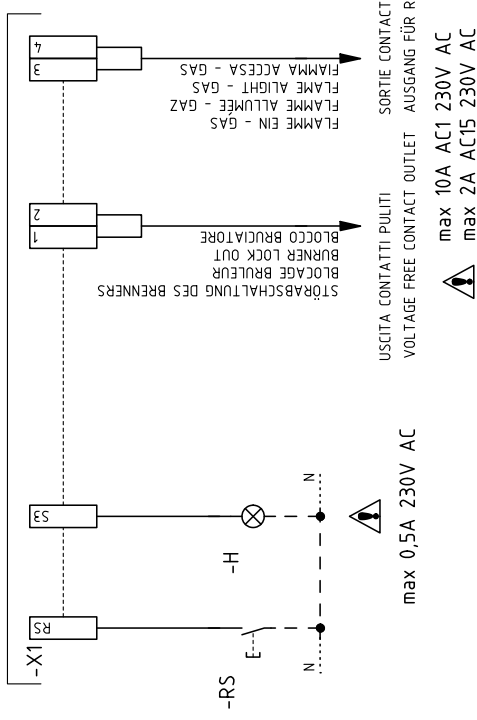 -X1
RS
S3
1
2
3
4
-RS
-H
N
N
max 0,5A 230V AC
STÖRABSCHALTUNG DES BRENNERS
BLOCAGE BRULEUR
BURNER LOCK OUT
BLOCCO BRUCIATORE
FLAMME - EIN GAS
FLAMME ALLUMÉE - GAZ
FLAME ALIGHT - GAS
FIAMMA ACCESA - GAS
USCITA CONTATTI PULITI SORTIE CONTACT
VOLTAGE FREE CONTACT OUTLET AUSGANG FÜR R
max 10A AC1 230V AC
max 2A AC15 230V AC